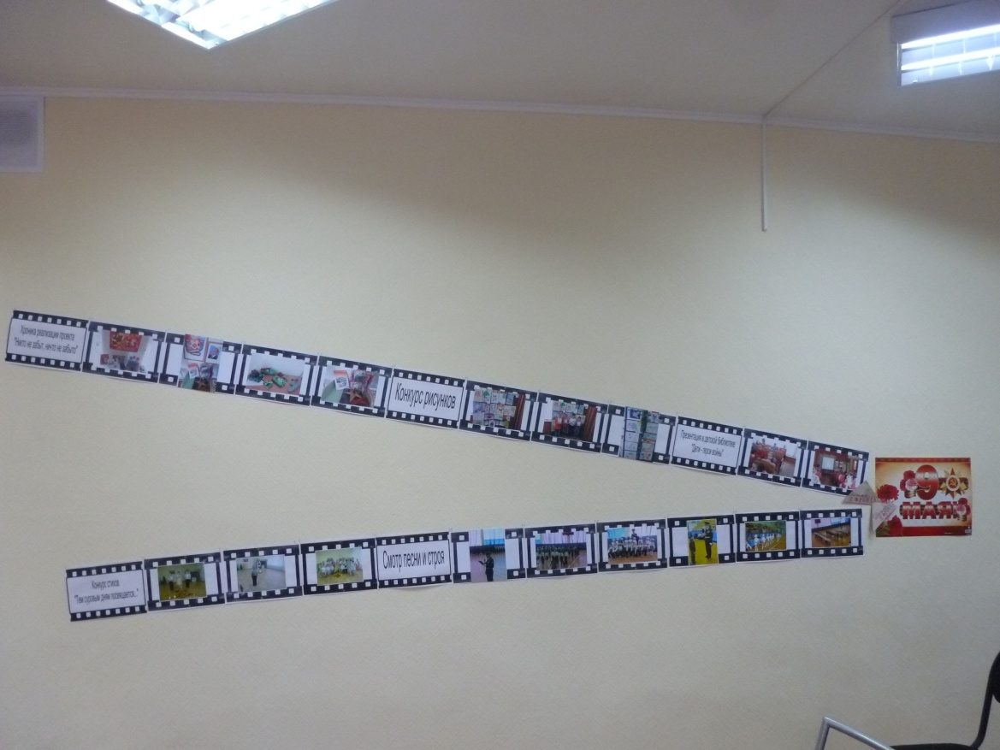 Хроника реализации проекта
"Никто не забыт, ничто не забыто"
Конкурс рисунков
Презентация в детской библиотеке
"Дети - герои войны"
9
МАЯ!
Конкурс стихов
"Тем суровым дням посвящается..."
Смотр песни и строя